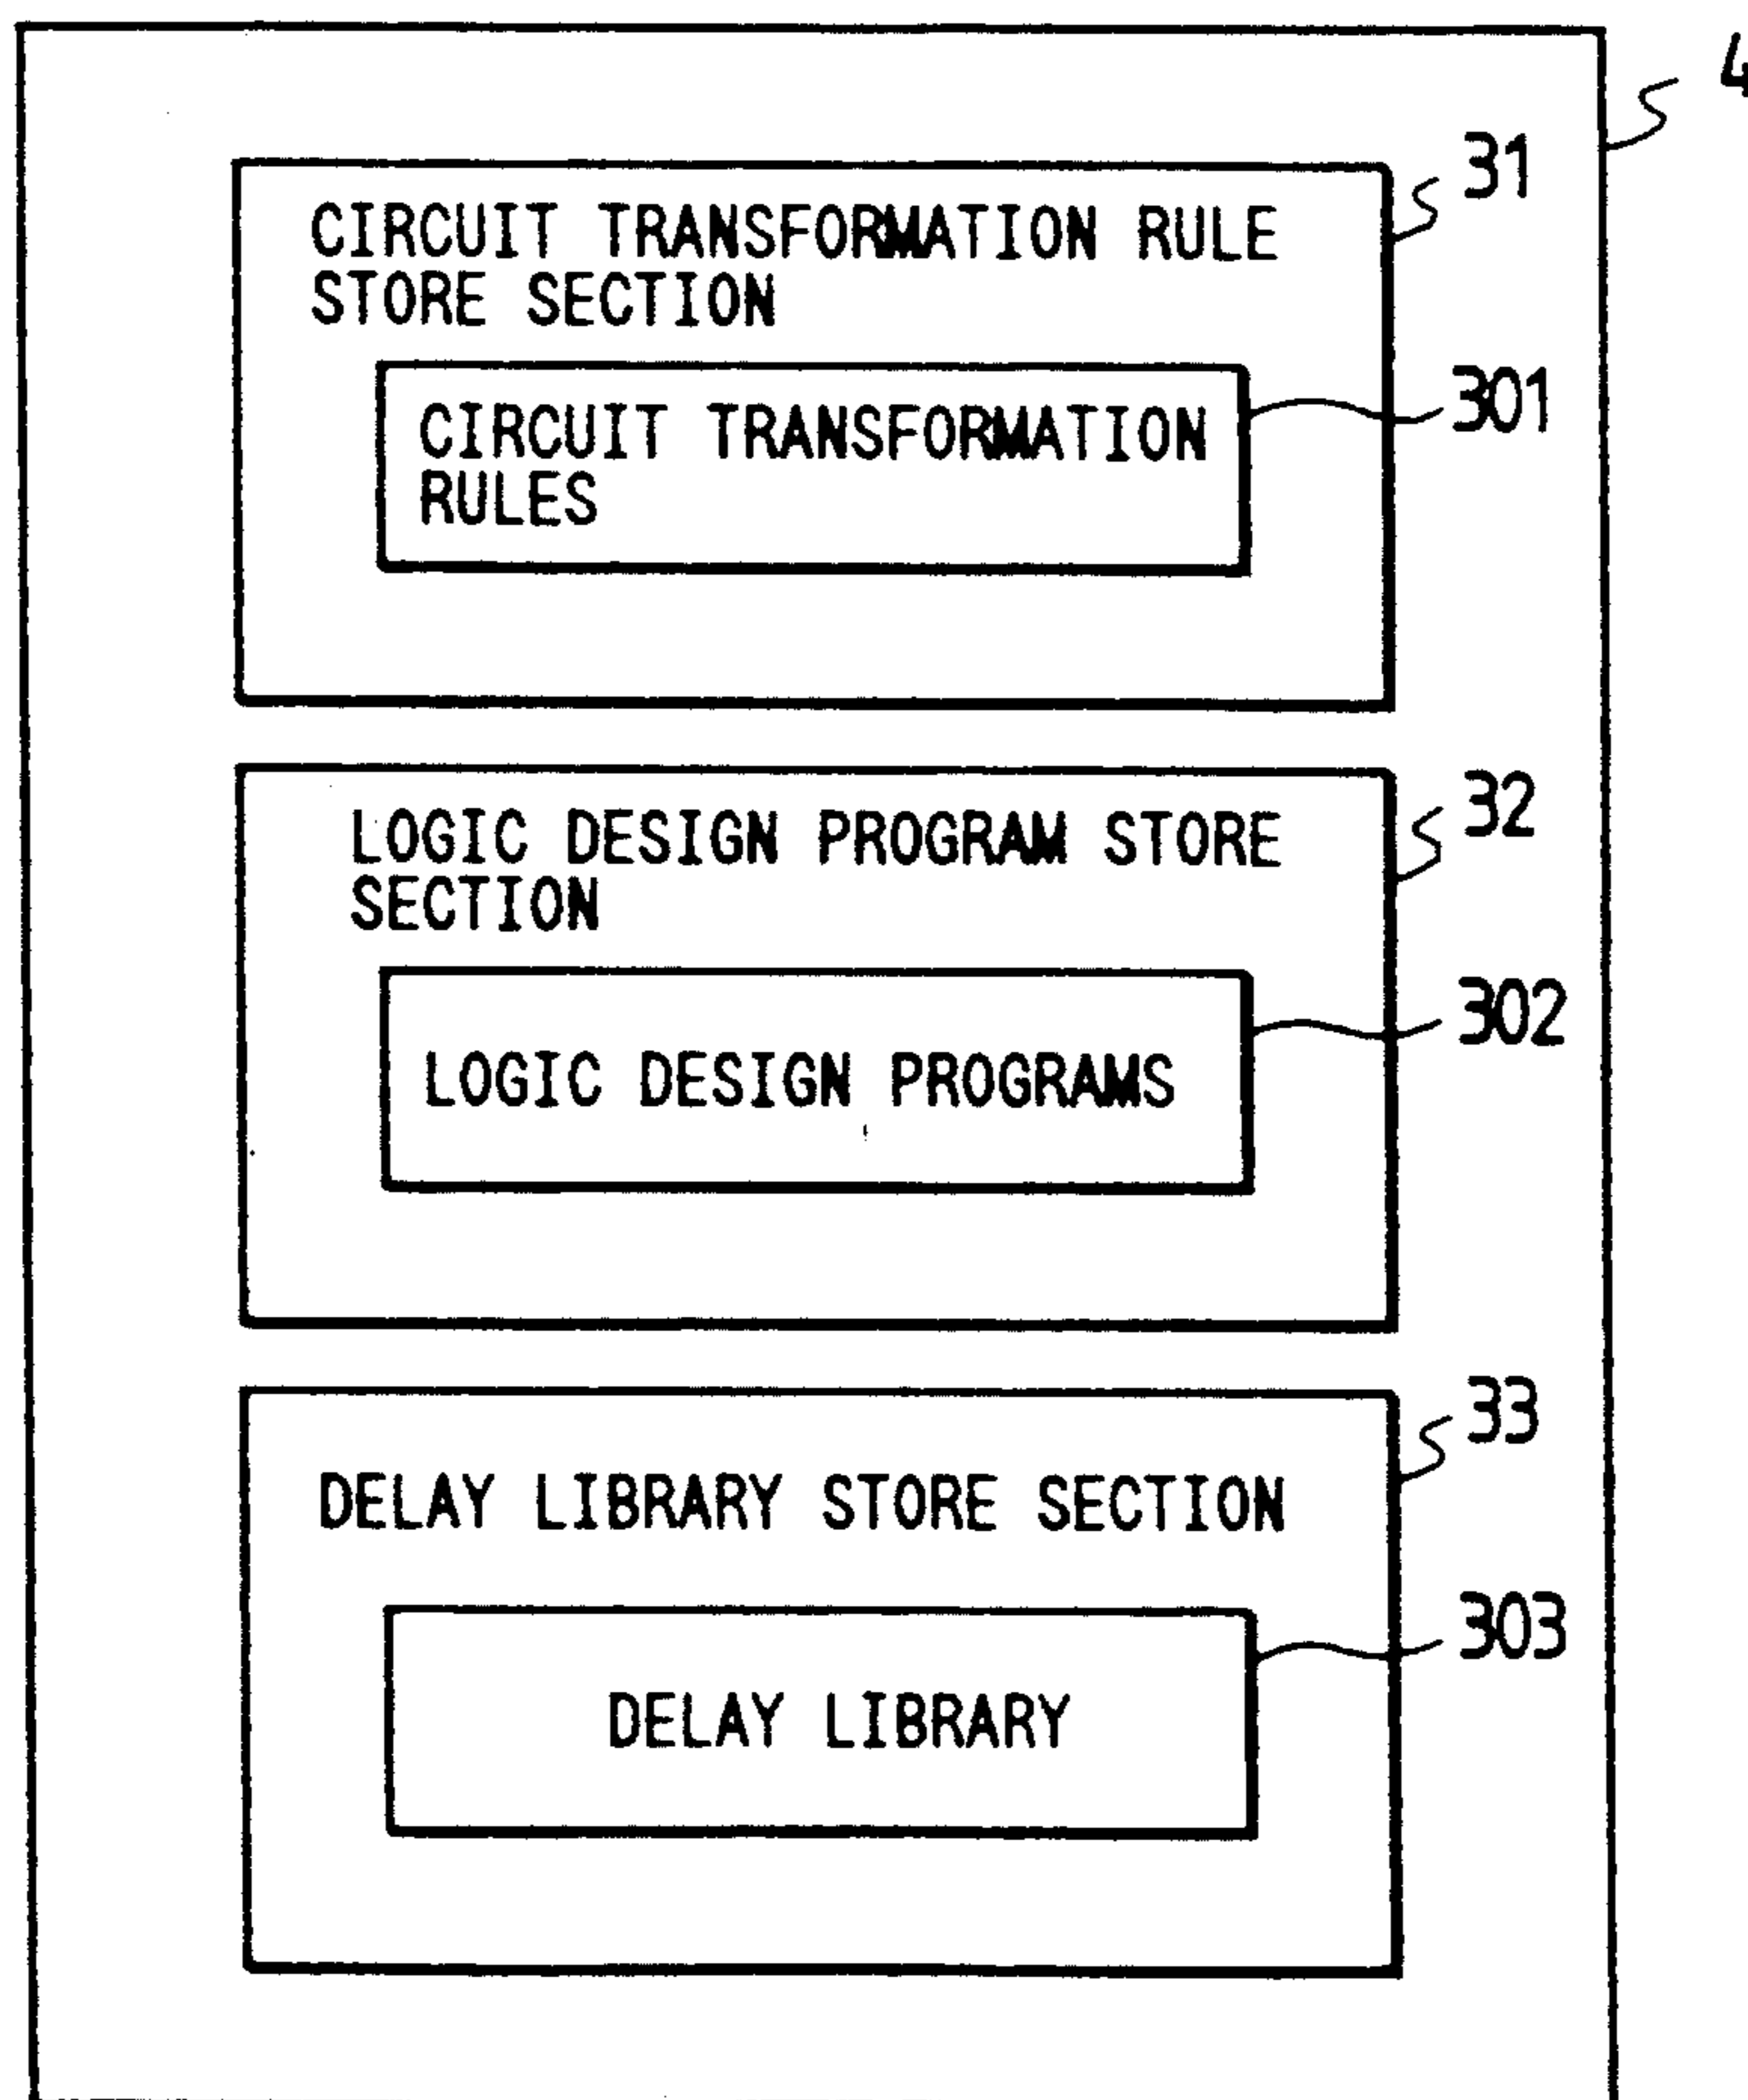 4
31
CIRCUIT TRANSFORMATION RULE
STORE SECTION
301
CIRCUIT TRANSFORMATION
RULES
32
LOGIC DESIGN PROGRAM STORE
SECTION
302
LOGIC DESIGN PROGRAMS
33
DELAY LIBRARY STORE SECTION
303
DELAY LIBRARY